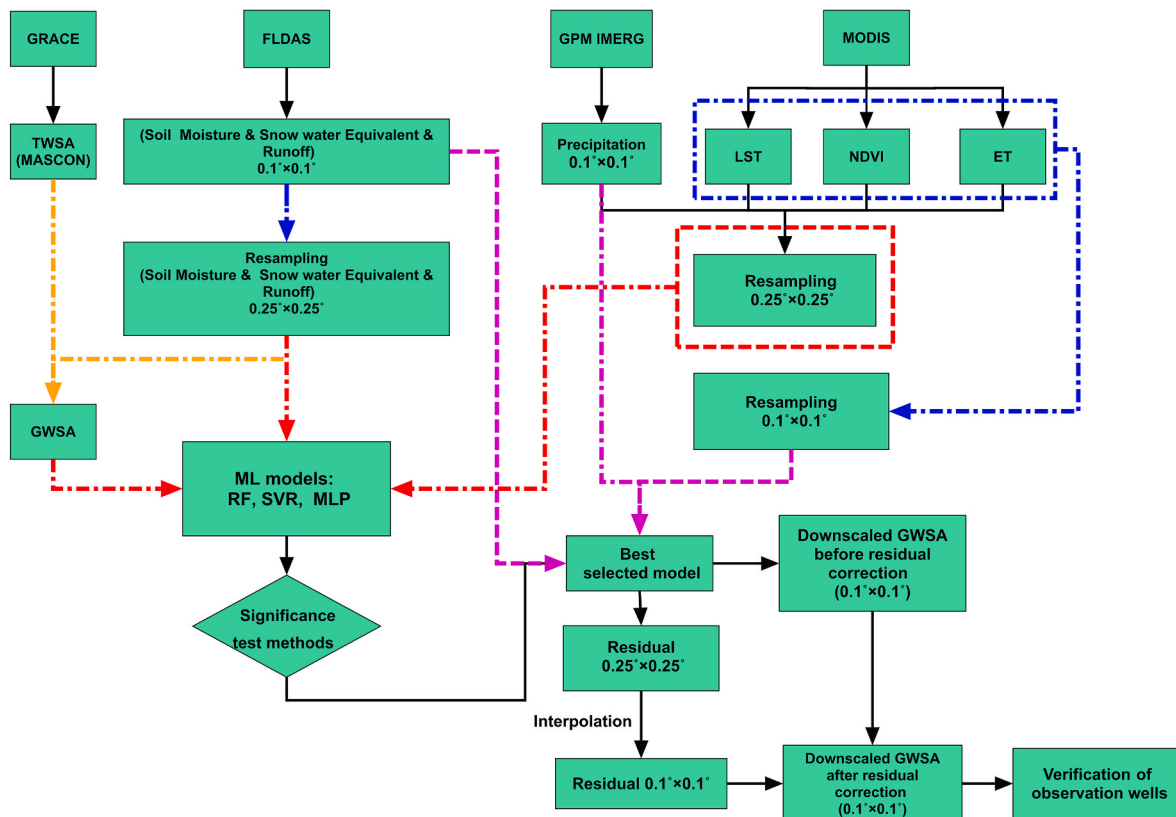 GRACE
FLDAS
GPM IMERG
MODIS
TWSA
(MASCON)
(Soil Moisture & Snow water Equivalent &
Runoff)
0.1°×0.1°
Precipitation
0.1°×0.1°
LST
NDVI
ET
Resampling
(Soil Moisture & Snow water Equivalent &
Runoff)
0.25°×0.25°
Resampling
0.25°×0.25°
Resampling
0.1°×0.1°
GWSA
ML models:
RF, SVR, MLP
Best
selected model
Downscaled GWSA
before residual
correction
(0.1°×0.1°)
Significance
test methods
Residual
0.25°×0.25°
Interpolation
Residual 0.1°×0.1°
Downscaled GWSA
after residual
correction
(0.1°×0.1°)
Verification of
observation wells